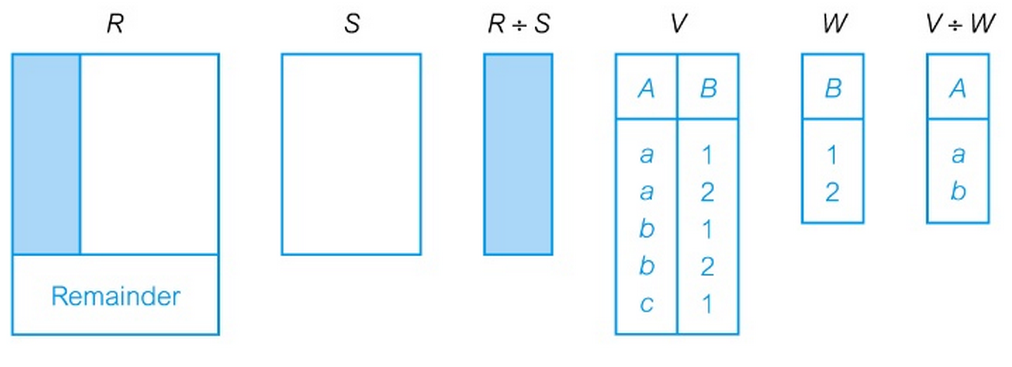 R S R ÷ S V W V ÷ W
A B B A
a 1 1 a
a 2 2 b
b 1
b 2
c 1
Remainder